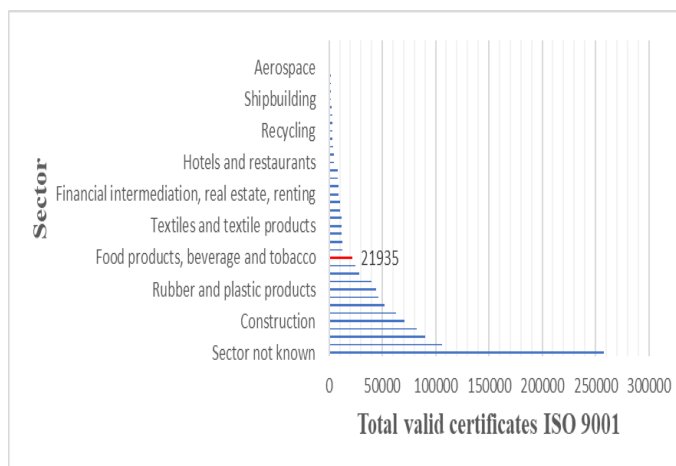 Sector
Aerospace
Shipbuilding
Recycling
Hotels and restaurants
Financial intermediation, real estate, renting
Textiles and textile products
Food products, beverage and tobacco
21935
Rubber and plastic products
Construction
Sector not known
0 50000 100000 150000 200000 250000 300000
Total valid certificates ISO 9001